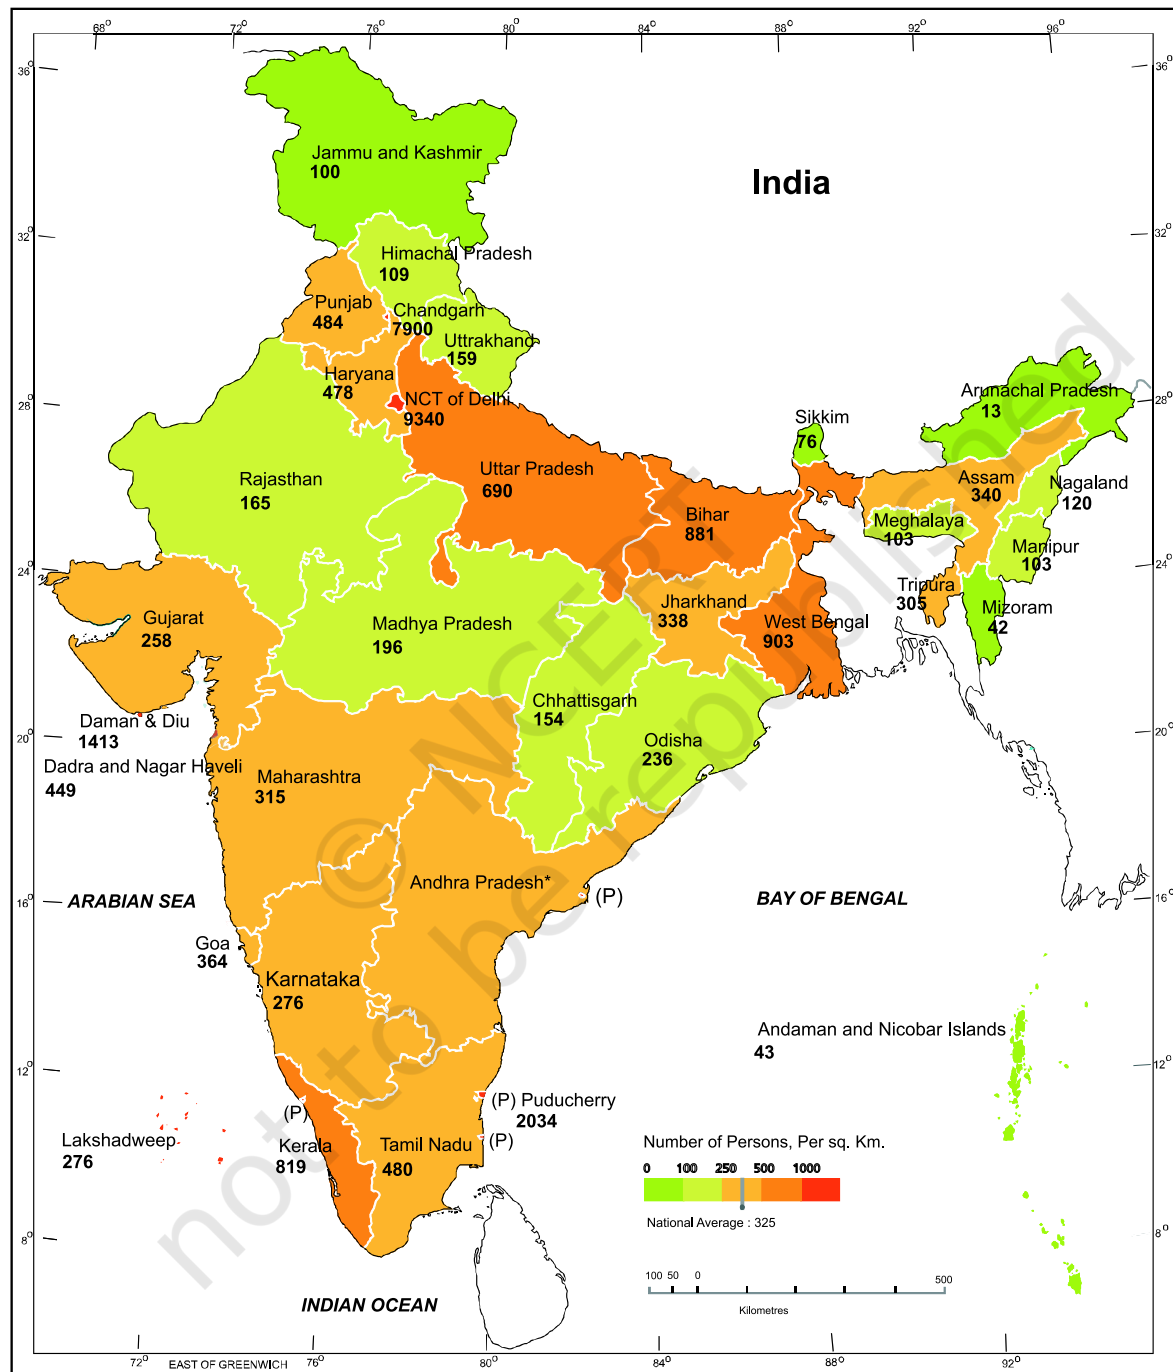 68° 72° 76° 80° 84° 88° 92° 96°
36° 36°
India
Jammu and Kashmir
100
32° 32°
Himachal Pradesh
109
Punjab
484
Chandgarh
7900
Uttrakhand
159
Haryana
478
28° 28°
NCT of Delhi
9340
Arunachal Pradesh
13
Sikkim
76
Rajasthan
165
Uttar Pradesh
690
Assam
340
Nagaland
120
Bihar
881
Meghalaya
103
Manipur
103
24° 24°
Tripura
305
Mizoram
42
Gujarat
258
Madhya Pradesh
196
Jharkhand
338
West Bengal
903
Chhattisgarh
154
Daman & Diu
1413
20° 20°
Odisha
236
Dadra and Nagar Haveli
449
Maharashtra
315
Andhra Pradesh*
(P)
16° 16°
ARABIAN SEA
BAY OF BENGAL
Goa
364
Karnataka
276
Andaman and Nicobar Islands
43
12° 12°
(P)
(P) Puducherry
2034
(P)
Lakshadweep
276
Kerala
819
Tamil Nadu
480
Number of Persons, Per sq. Km.
0 100 250 500 1000
National Average : 325
8° 8°
100 50 0 500
Kilometres
INDIAN OCEAN
72° EAST OF GREENWICH 76° 80° 84° 88° 92°
© NCERT
not to be republished